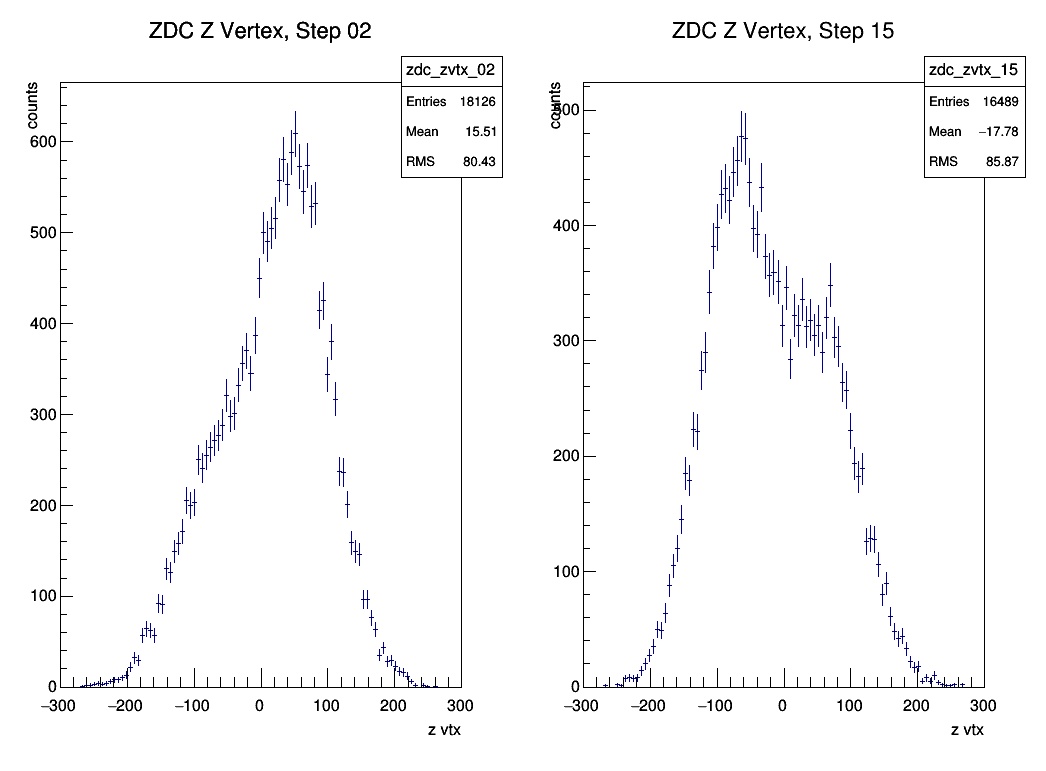 ZDC Z Vertex, Step 02
zdc_zvtx_02
Entries 18126
Mean 15.51
RMS 80.43
counts
600
500
400
300
200
100
0
−300 −200 −100 0 100 200 300
z vtx
ZDC Z Vertex, Step 15
zdc_zvtx_15
Entries 16489
Mean −17.78
RMS 85.87
counts
500
400
300
200
100
0
−300 −200 −100 0 100 200 300
z vtx